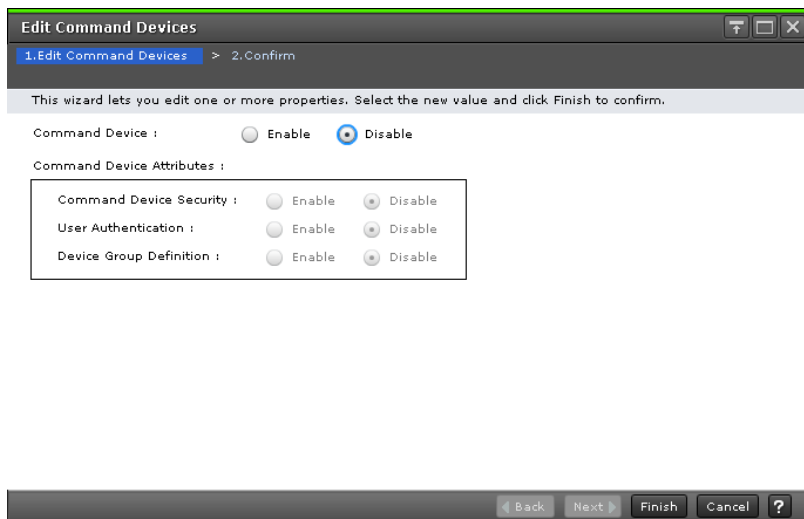 Edit Command Devices
1.Edit Command Devices > 2.Confirm
This wizard lets you edit one or more properties. Select the new value and click Finish to confirm.
Command Device : Enable Disable
Command Device Attributes :
Command Device Security : Enable Disable
User Authentication : Enable Disable
Device Group Definition : Enable Disable
Back Next Finish Cancel ?